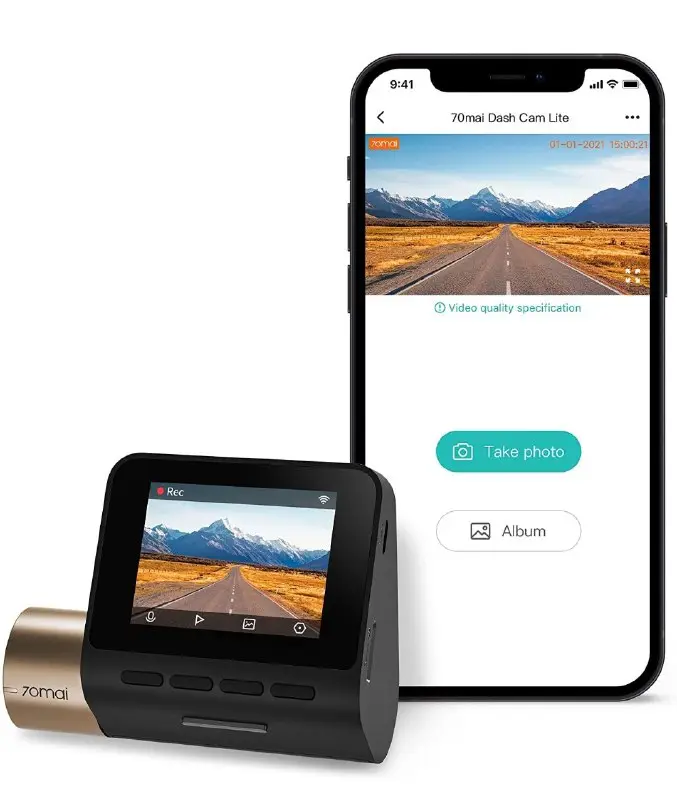 9:41
70mai Dash Cam Lite
70mai
01-01-2021 15:00:21
Video quality specification
Take photo
Album
Rec
70mai